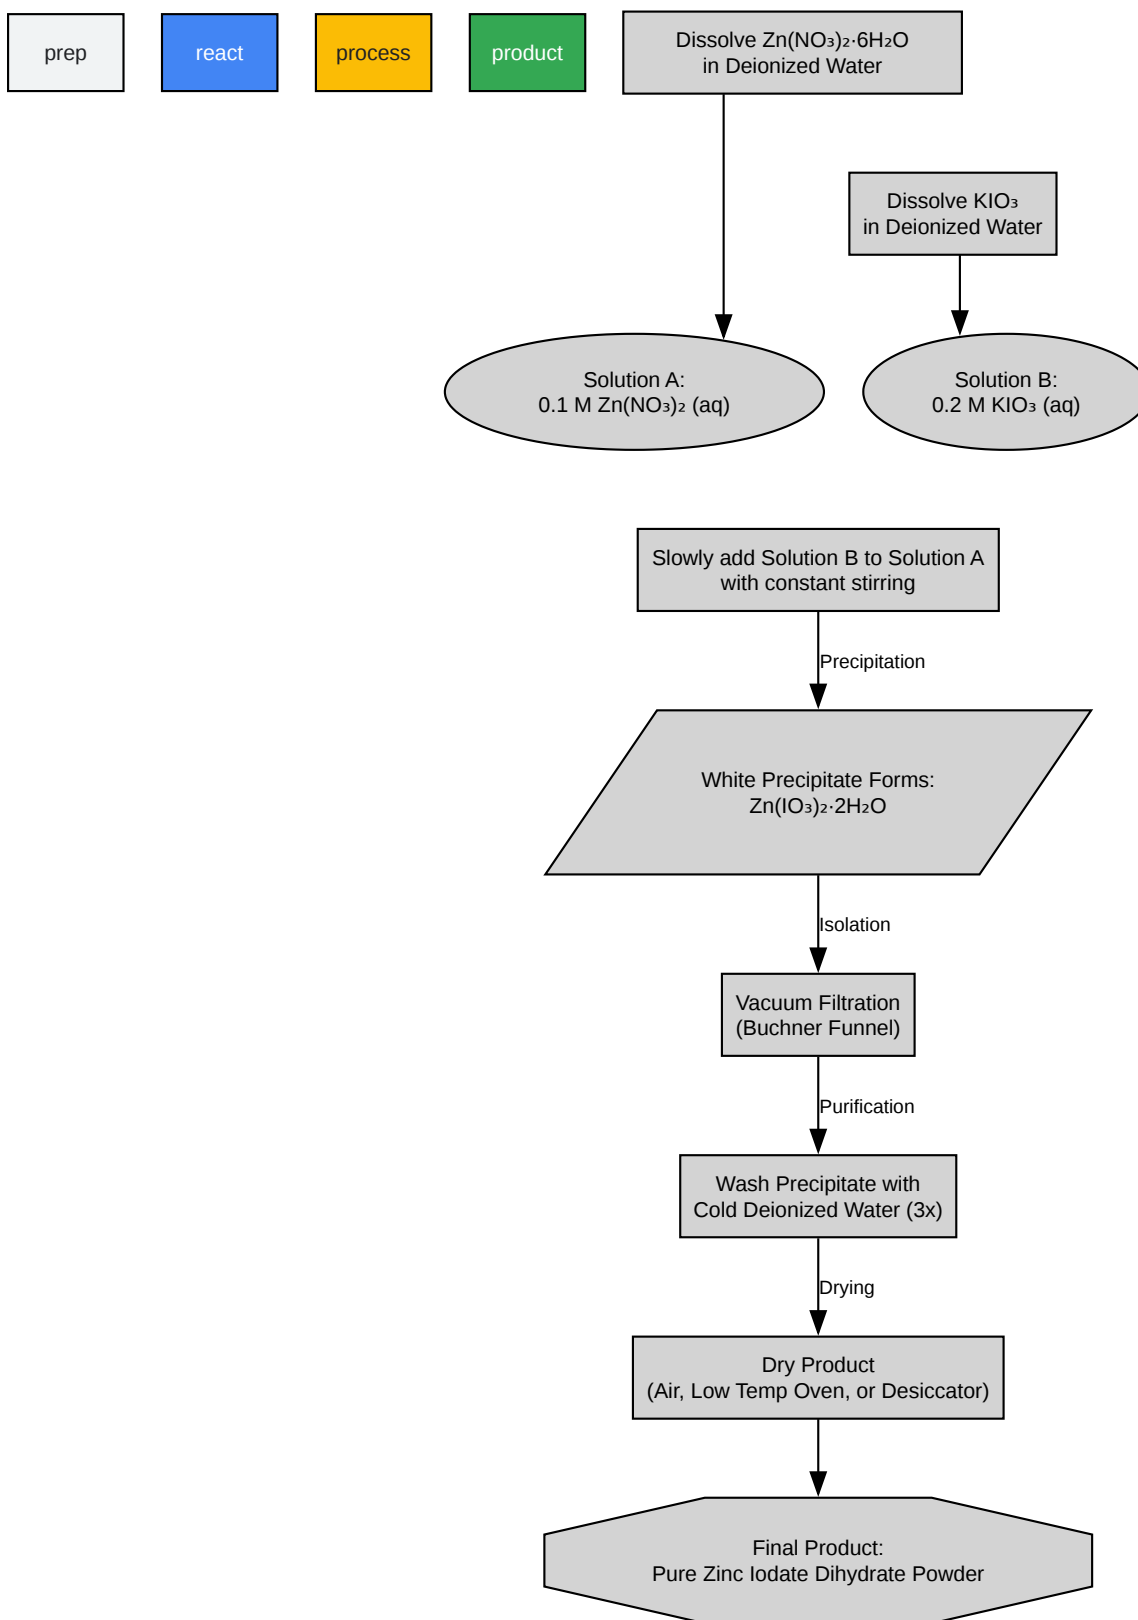 prep
react
process
product
Dissolve Zn(NO₃)₂·6H₂O
in Deionized Water
Dissolve KIO₃
in Deionized Water
Solution A:
0.1 M Zn(NO₃)₂ (aq)
Solution B:
0.2 M KIO₃ (aq)
Slowly add Solution B to Solution A
with constant stirring
Precipitation
White Precipitate Forms:
Zn(IO₃)₂·2H₂O
Isolation
Vacuum Filtration
(Buchner Funnel)
Purification
Wash Precipitate with
Cold Deionized Water (3x)
Drying
Dry Product
(Air, Low Temp Oven, or Desiccator)
Final Product:
Pure Zinc Iodate Dihydrate Powder